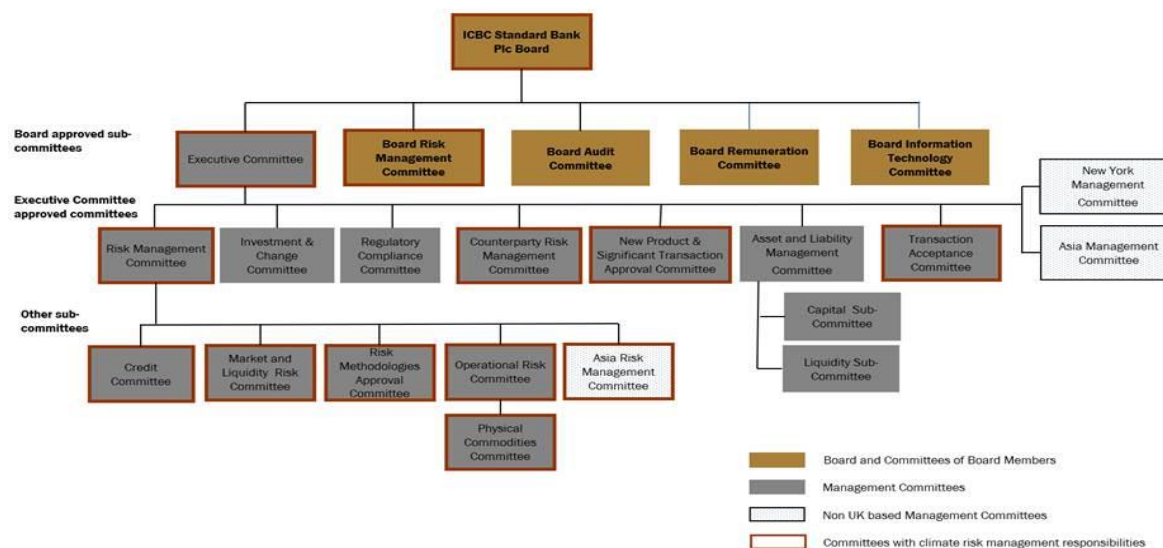 ICBC Standard Bank
Plc Board
Board approved sub-
committees
Executive Committee
Board Risk
Management
Committee
Board Audit
Committee
Board Remuneration
Committee
Board Information
Technology
Committee
New York
Management
Committee
Asia Management
Committee
Executive Committee
approved committees
Risk Management
Committee
Investment &
Change
Committee
Regulatory
Compliance
Committee
Counterparty Risk
Management
Committee
New Product &
Significant Transaction
Approval Committee
Asset and Liability
Management
Committee
Transaction
Acceptance
Committee
Capital Sub-
Committee
Liquidity Sub-
Committee
Other sub-
committees
Credit
Committee
Market and
Liquidity Risk
Committee
Risk
Methodologies
Approval
Committee
Operational Risk
Committee
Asia Risk
Management
Committee
Physical
Commodities
Committee
Board and Committees of Board Members
Management Committees
Non UK based Management Committees
Committees with climate risk management responsibilities